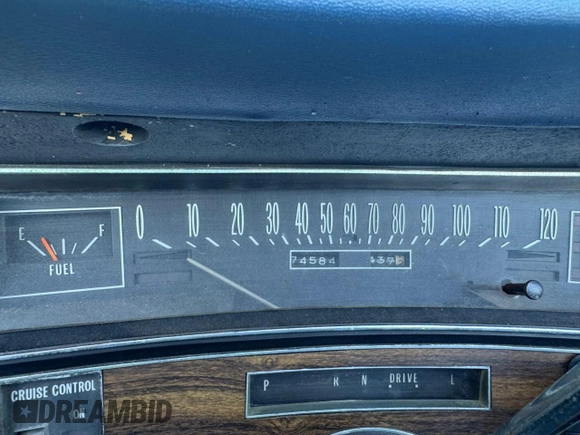 0 10 20 30 40 50 60 70 80 90 100 110 120
E F
FUEL
74584
P R N DRIVE L
CRUISE CONTROL
ON
DREAMBID